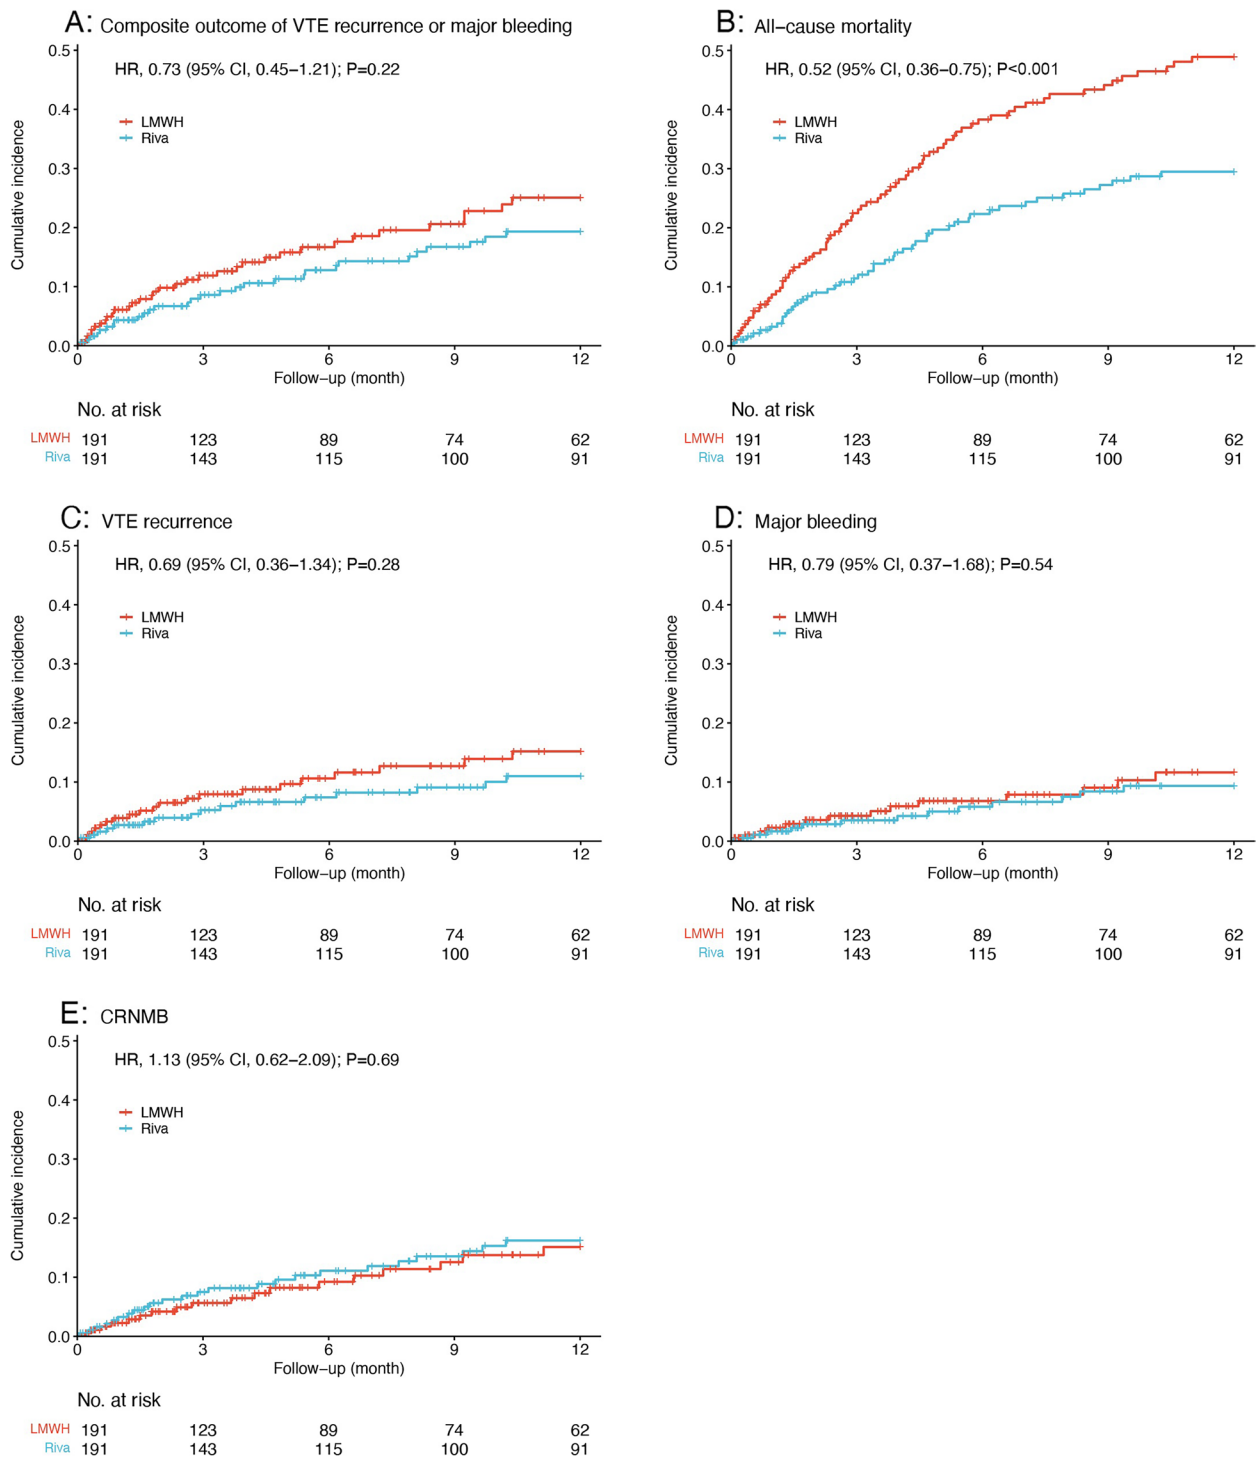 A: Composite outcome of VTE recurrence or major bleeding
HR, 0.73 (95% CI, 0.45–1.21); P=0.22
LMWH
Riva
Cumulative incidence
0.5
0.4
0.3
0.2
0.1
0.0
0 3 6 9 12
Follow–up (month)
No. at risk
LMWH 191 123 89 74 62
Riva 191 143 115 100 91
B: All–cause mortality
HR, 0.52 (95% CI, 0.36–0.75); P<0.001
LMWH
Riva
Cumulative incidence
0.5
0.4
0.3
0.2
0.1
0.0
0 3 6 9 12
Follow–up (month)
No. at risk
LMWH 191 123 89 74 62
Riva 191 143 115 100 91
C: VTE recurrence
HR, 0.69 (95% CI, 0.36–1.34); P=0.28
LMWH
Riva
Cumulative incidence
0.5
0.4
0.3
0.2
0.1
0.0
0 3 6 9 12
Follow–up (month)
No. at risk
LMWH 191 123 89 74 62
Riva 191 143 115 100 91
D: Major bleeding
HR, 0.79 (95% CI, 0.37–1.68); P=0.54
LMWH
Riva
Cumulative incidence
0.5
0.4
0.3
0.2
0.1
0.0
0 3 6 9 12
Follow–up (month)
No. at risk
LMWH 191 123 89 74 62
Riva 191 143 115 100 91
E: CRNMB
HR, 1.13 (95% CI, 0.62–2.09); P=0.69
LMWH
Riva
Cumulative incidence
0.5
0.4
0.3
0.2
0.1
0.0
0 3 6 9 12
Follow–up (month)
No. at risk
LMWH 191 123 89 74 62
Riva 191 143 115 100 91